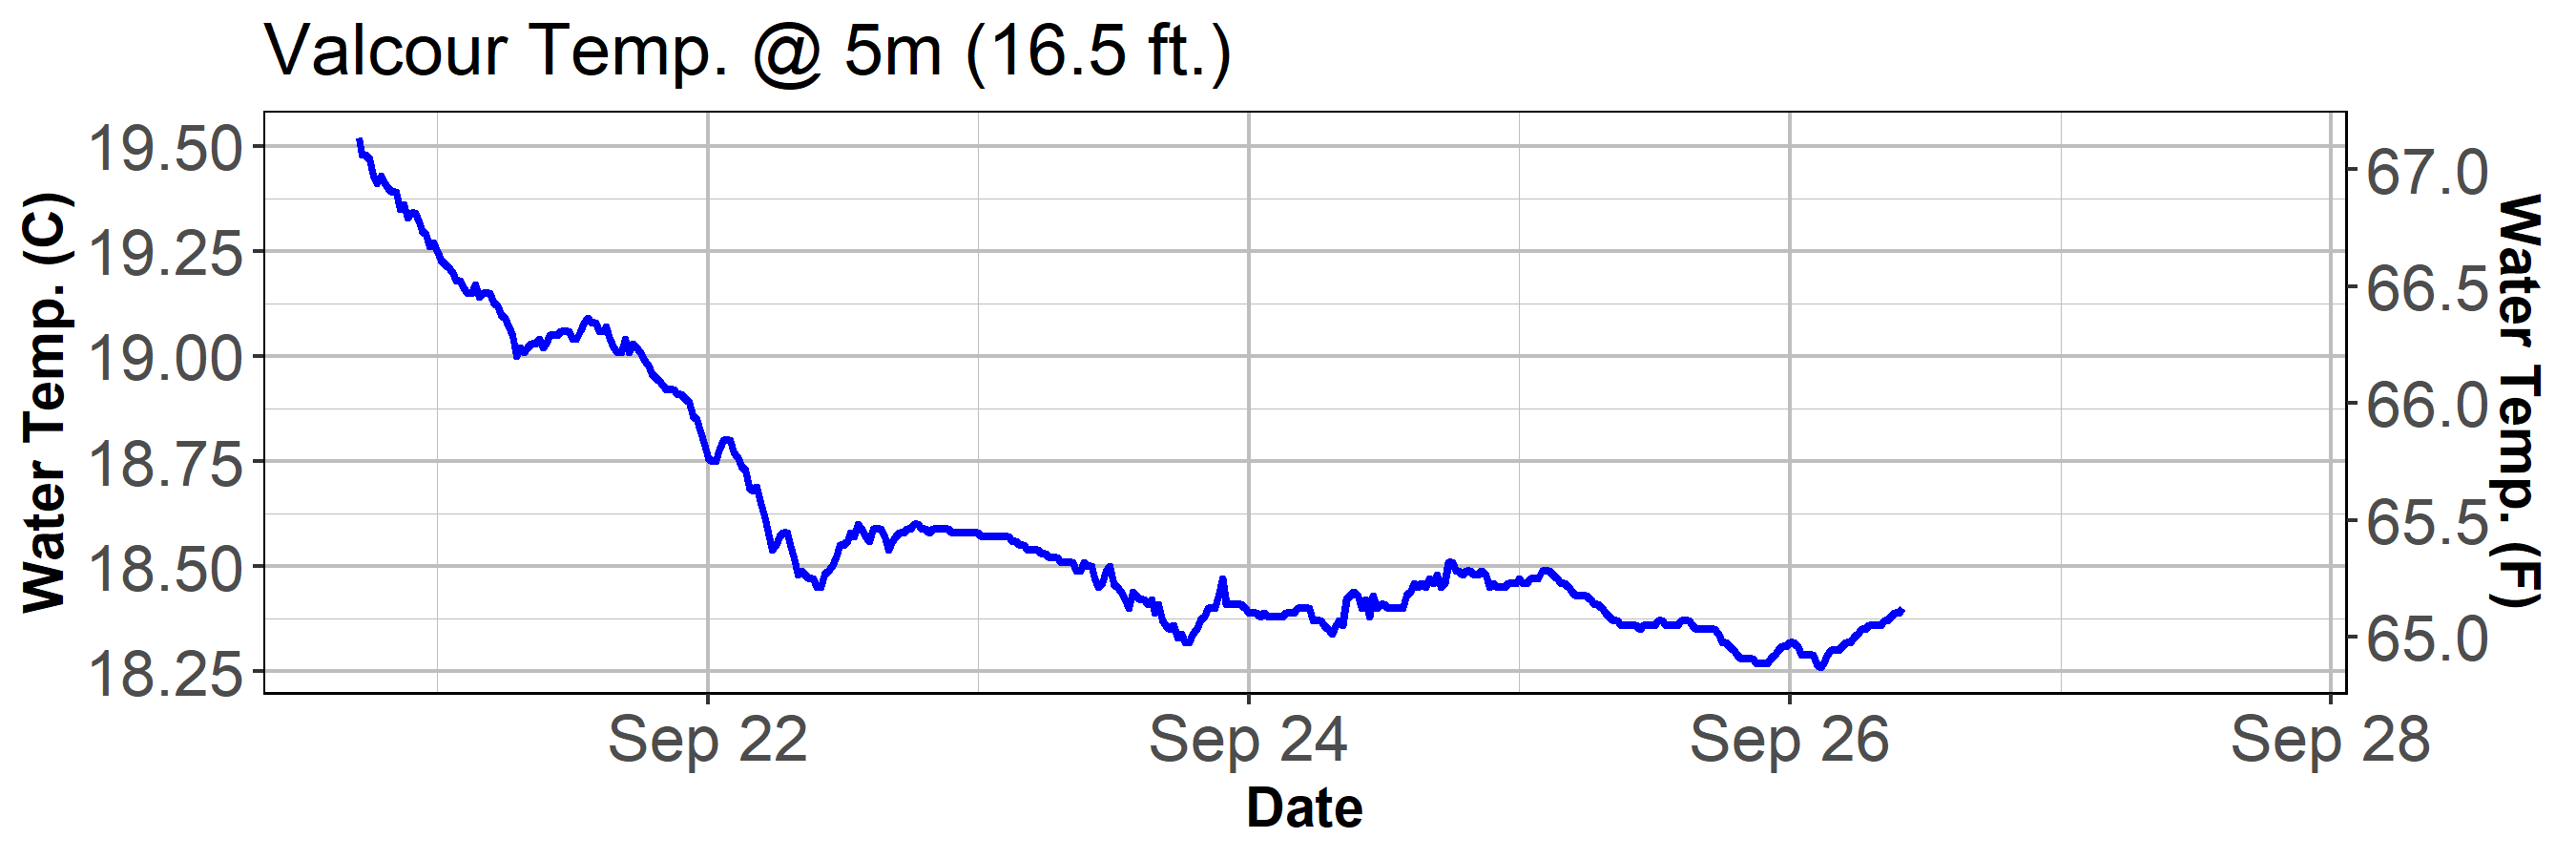 Valcour Temp. @ 5m (16.5 ft.)
Water Temp. (C)
19.50
19.25
19.00
18.75
18.50
18.25
67.0
66.5
66.0
65.5
65.0
Water Temp. (F)
Sep 22
Sep 24
Sep 26
Sep 28
Date